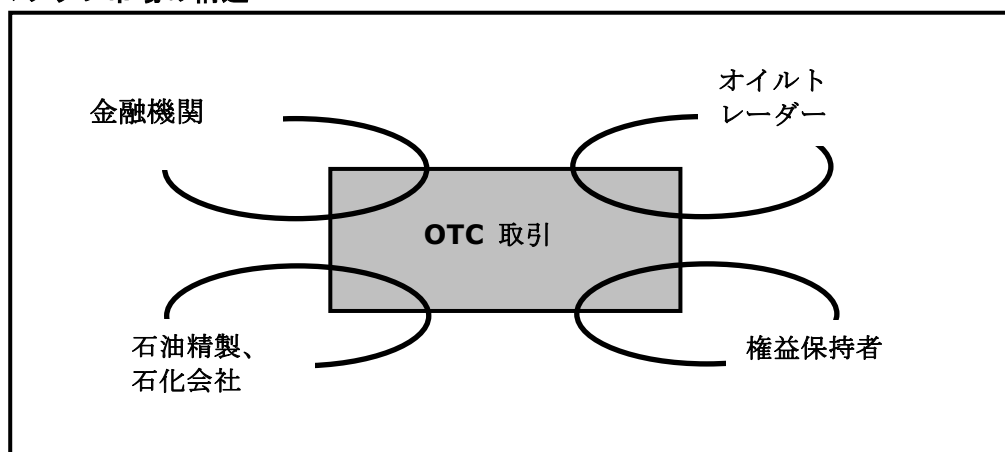 金融機関
オイルト
レーダー
OTC 取引
石油精製、
石化会社
権益保持者